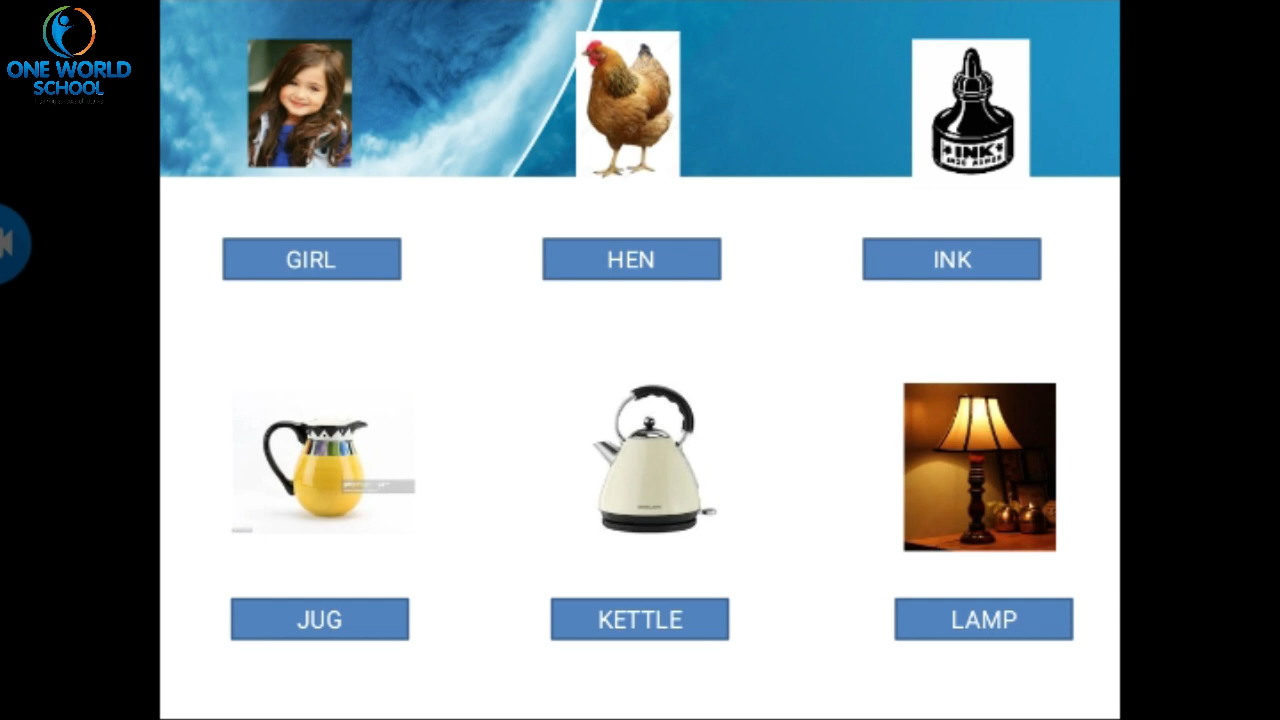 ONE WORLD
SCHOOL
INK
GIRL
HEN
INK
JUG
KETTLE
LAMP